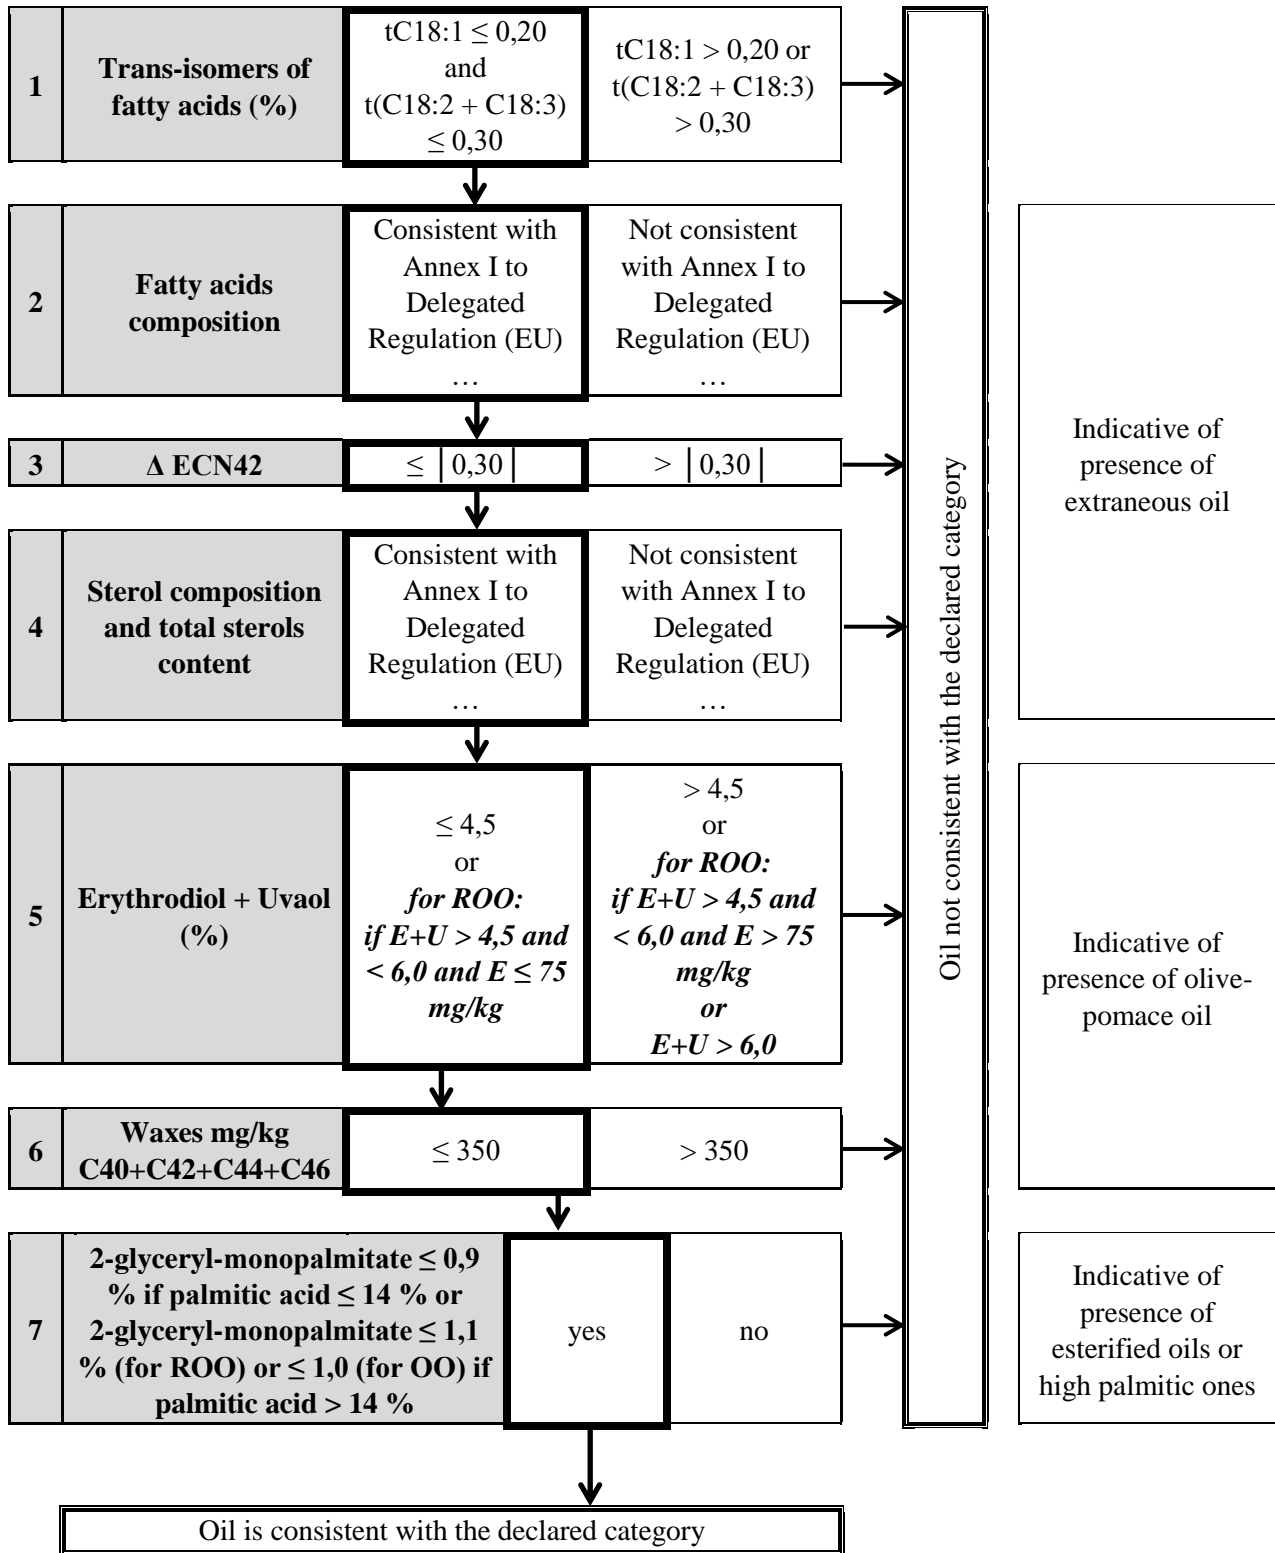 1
Trans-isomers of
fatty acids (%)
tC18:1 ≤ 0,20
and
t(C18:2 + C18:3)
≤ 0,30
tC18:1 > 0,20 or
t(C18:2 + C18:3)
> 0,30
2
Fatty acids
composition
Consistent with
Annex I to
Delegated
Regulation (EU)
…
Not consistent
with Annex I to
Delegated
Regulation (EU)
…
3
Δ ECN42
≤ |0,30|
> |0,30|
4
Sterol composition
and total sterols
content
Consistent with
Annex I to
Delegated
Regulation (EU)
…
Not consistent
with Annex I to
Delegated
Regulation (EU)
…
5
Erythrodiol + Uvaol
(%)
≤ 4,5
or
for ROO:
if E+U > 4,5 and
< 6,0 and E ≤ 75
mg/kg
> 4,5
or
for ROO:
if E+U > 4,5 and
< 6,0 and E > 75
mg/kg
or
E+U > 6,0
6
Waxes mg/kg
C40+C42+C44+C46
≤ 350
> 350
7
2-glyceryl-monopalmitate ≤ 0,9
% if palmitic acid ≤ 14 % or
2-glyceryl-monopalmitate ≤ 1,1
% (for ROO) or ≤ 1,0 (for OO) if
palmitic acid > 14 %
yes
no
Oil not consistent with the declared category
Indicative of
presence of
extraneous oil
Indicative of
presence of olive-
pomace oil
Indicative of
presence of
esterified oils or
high palmitic ones
Oil is consistent with the declared category